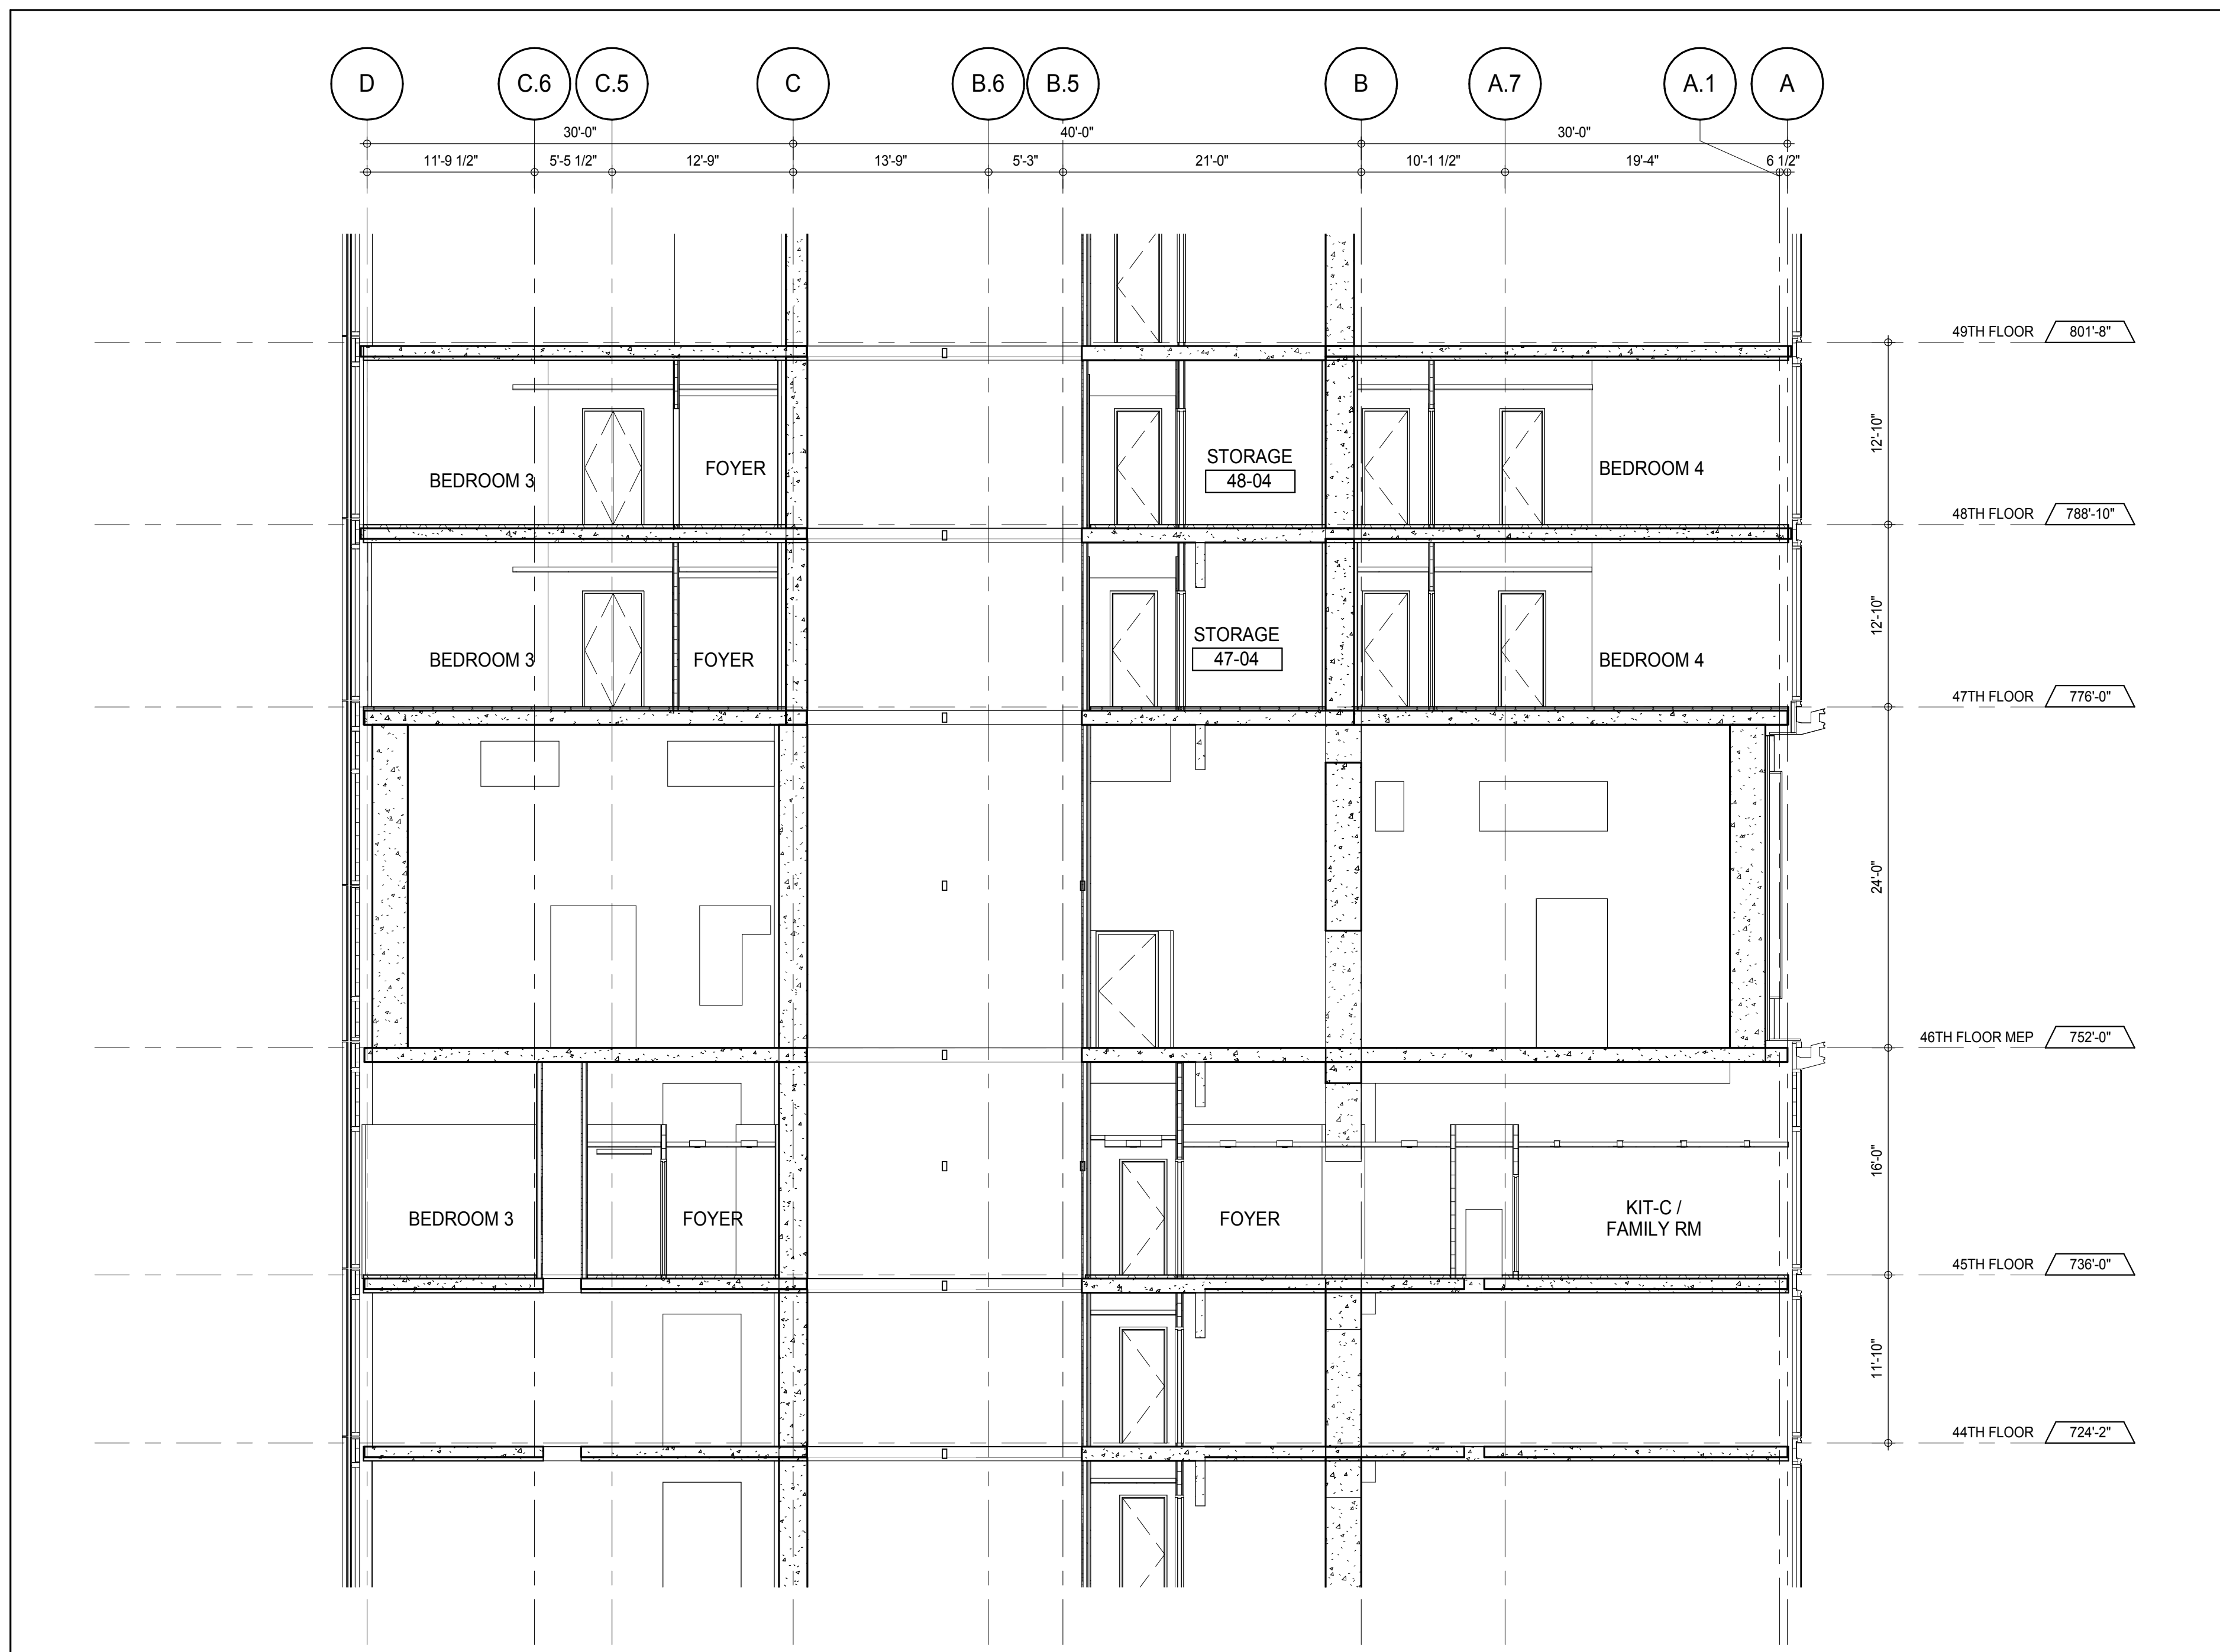 D C.6 C.5 C B.6 B.5 B A.7 A.1 A
30'-0" 40'-0" 30'-0"
11'-9 1/2" 5'-5 1/2" 12'-9" 13'-9" 5'-3" 21'-0" 10'-1 1/2" 19'-4" 6 1/2"
49TH FLOOR 801'-8"
12'-10"
STORAGE
48-04
BEDROOM 3 FOYER BEDROOM 4
48TH FLOOR 788'-10"
12'-10"
STORAGE
47-04
BEDROOM 3 FOYER BEDROOM 4
47TH FLOOR 776'-0"
24'-0"
46TH FLOOR MEP 752'-0"
16'-0"
BEDROOM 3 FOYER FOYER
KIT-C /
FAMILY RM
45TH FLOOR 736'-0"
11'-10"
44TH FLOOR 724'-2"